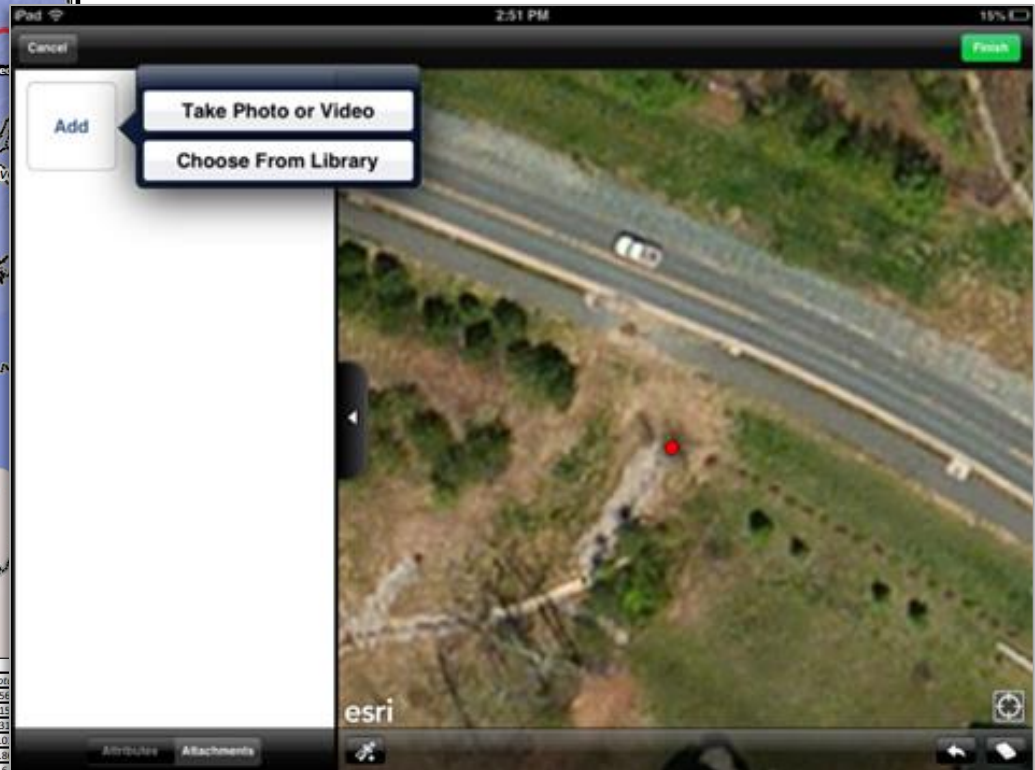 iPad 2:51 PM 15%
Cancel Finish
Add
Take Photo or Video
Choose From Library
esri
Attributes Attachments